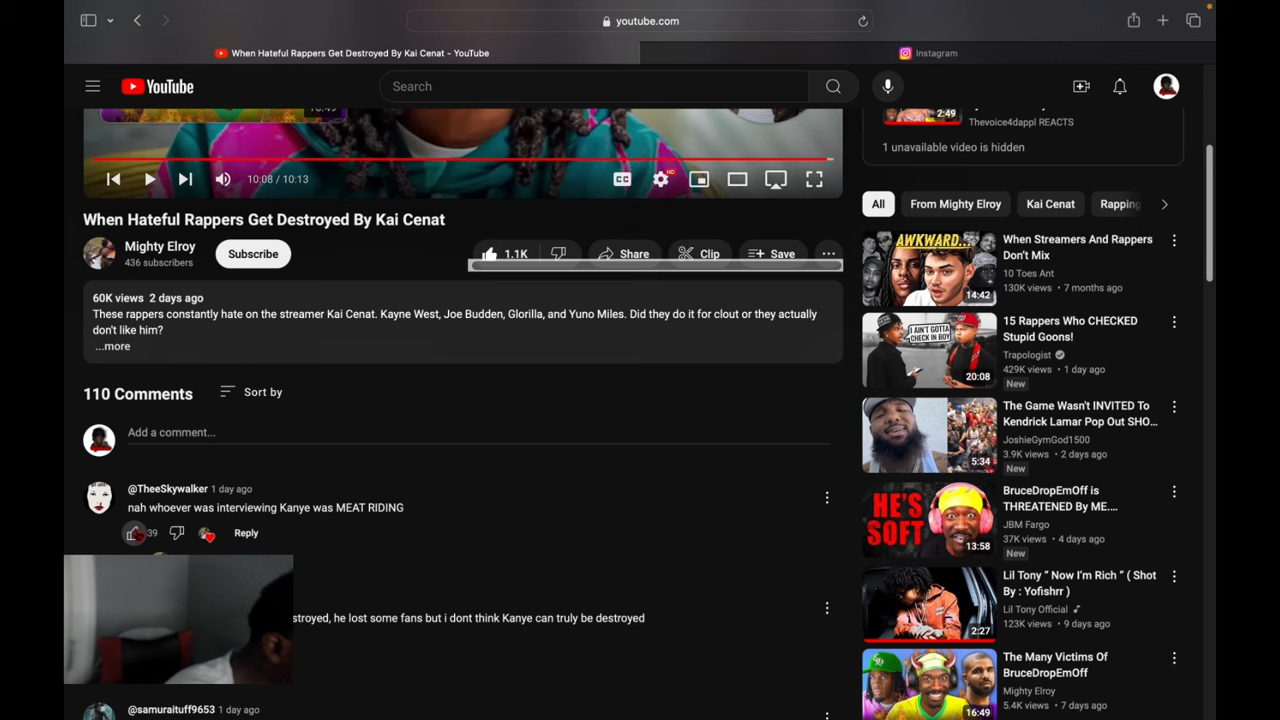 youtube.com
When Hateful Rappers Get Destroyed By Kai Cenat - YouTube
Instagram
YouTube
Search
2:49
Thevoice4dappl REACTS
1 unavailable video is hidden
10:08 / 10:13
CC
HD
When Hateful Rappers Get Destroyed By Kai Cenat
Mighty Elroy
436 subscribers
Subscribe
1.1K
Share
Clip
Save
60K views 2 days ago
These rappers constantly hate on the streamer Kai Cenat. Kayne West, Joe Budden, Glorilla, and Yuno Miles. Did they do it for clout or they actually
don't like him?
...more
110 Comments
Sort by
Add a comment...
@TheeSkywalker 1 day ago
nah whoever was interviewing Kanye was MEAT RIDING
39
Reply
stroyed, he lost some fans but i dont think Kanye can truly be destroyed
@samuraituff9653 1 day ago
All
From Mighty Elroy
Kai Cenat
Rapping
AWKWARD...
14:42
When Streamers And Rappers
Don't Mix
10 Toes Ant
130K views • 7 months ago
I AIN'T GOTTA
CHECK IN BOY
20:08
15 Rappers Who CHECKED
Stupid Goons!
Trapologist
429K views • 1 day ago
New
5:34
The Game Wasn't INVITED To
Kendrick Lamar Pop Out SHO...
JoshieGymGod1500
3.9K views • 2 days ago
New
HE'S
SOFT
13:58
BruceDropEmOff is
THREATENED By ME....
JBM Fargo
37K views • 4 days ago
New
2:27
Lil Tony " Now I'm Rich " ( Shot
By : Yofishrr )
Lil Tony Official
123K views • 9 days ago
16:49
The Many Victims Of
BruceDropEmOff
Mighty Elroy
5.4K views • 7 days ago